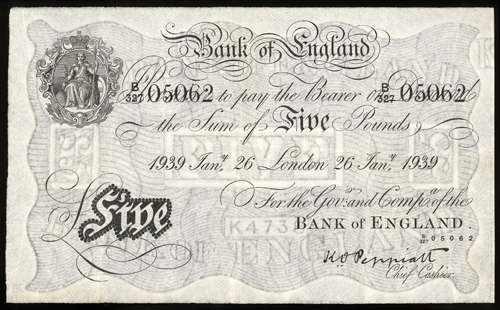 Bank of England
B/327 05062 to pay the Bearer on B/327 05062
the Sum of Five Pounds
1939 Jany. 26 London 26 Jany. 1939
For the Govr. and Compa. of the
BANK OF ENGLAND.
£ Five
B/327 05062
K.O. Peppiatt
Chief Cashier.